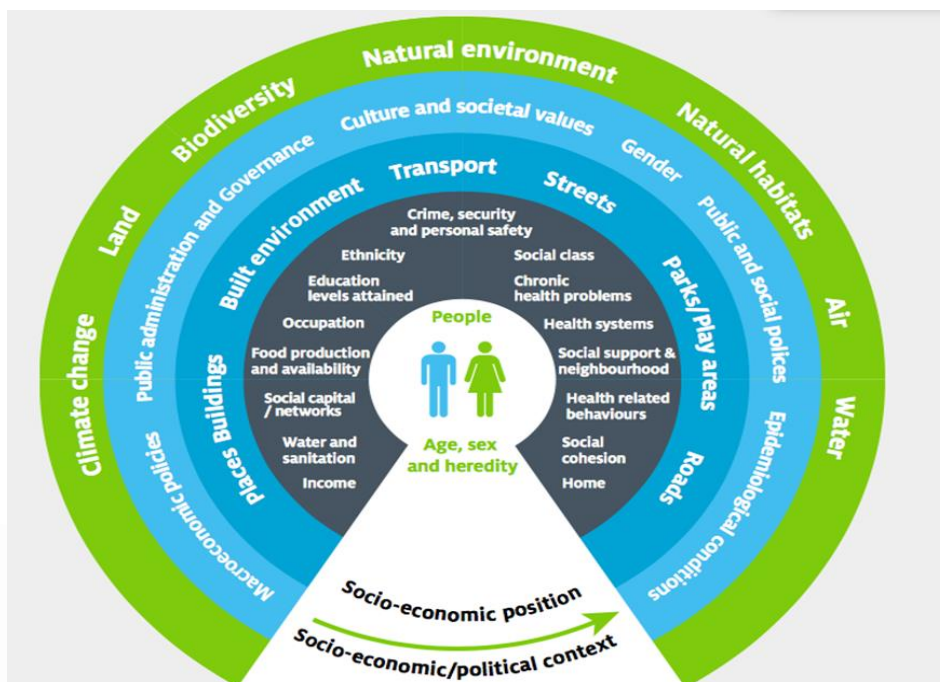 Natural environment
Biodiversity
Natural habitats
Land
Air
Climate change
Water
Culture and societal values
Public administration and Governance
Gender
Public and social polices
Macroeconomic policies
Epidmiological conditions
Transport
Built environment
Streets
Places Buildings
Parks/Play areas
Roads
Crime, security
and personal safety
Ethnicity
Social class
Education
levels attained
Chronic
health problems
Occupation
Health systems
Food production
and availability
Social support &
neighbourhood
Social capital
/ networks
Health related
behaviours
Water and
sanitation
Social
cohesion
Income
Home
People
Age, sex
and heredity
Socio-economic position
Socio-economic/political context